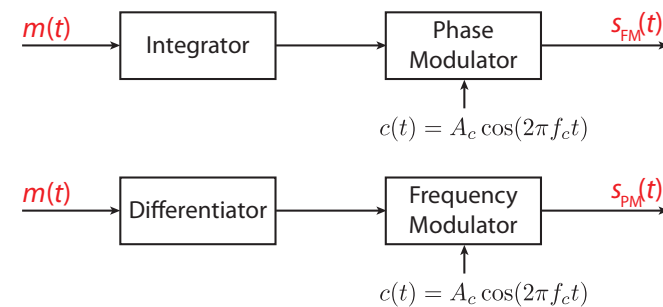 m(t)
Integrator
Phase
Modulator
s_FM(t)
c(t) = A_c cos(2πf_c t)
m(t)
Differentiator
Frequency
Modulator
s_PM(t)
c(t) = A_c cos(2πf_c t)